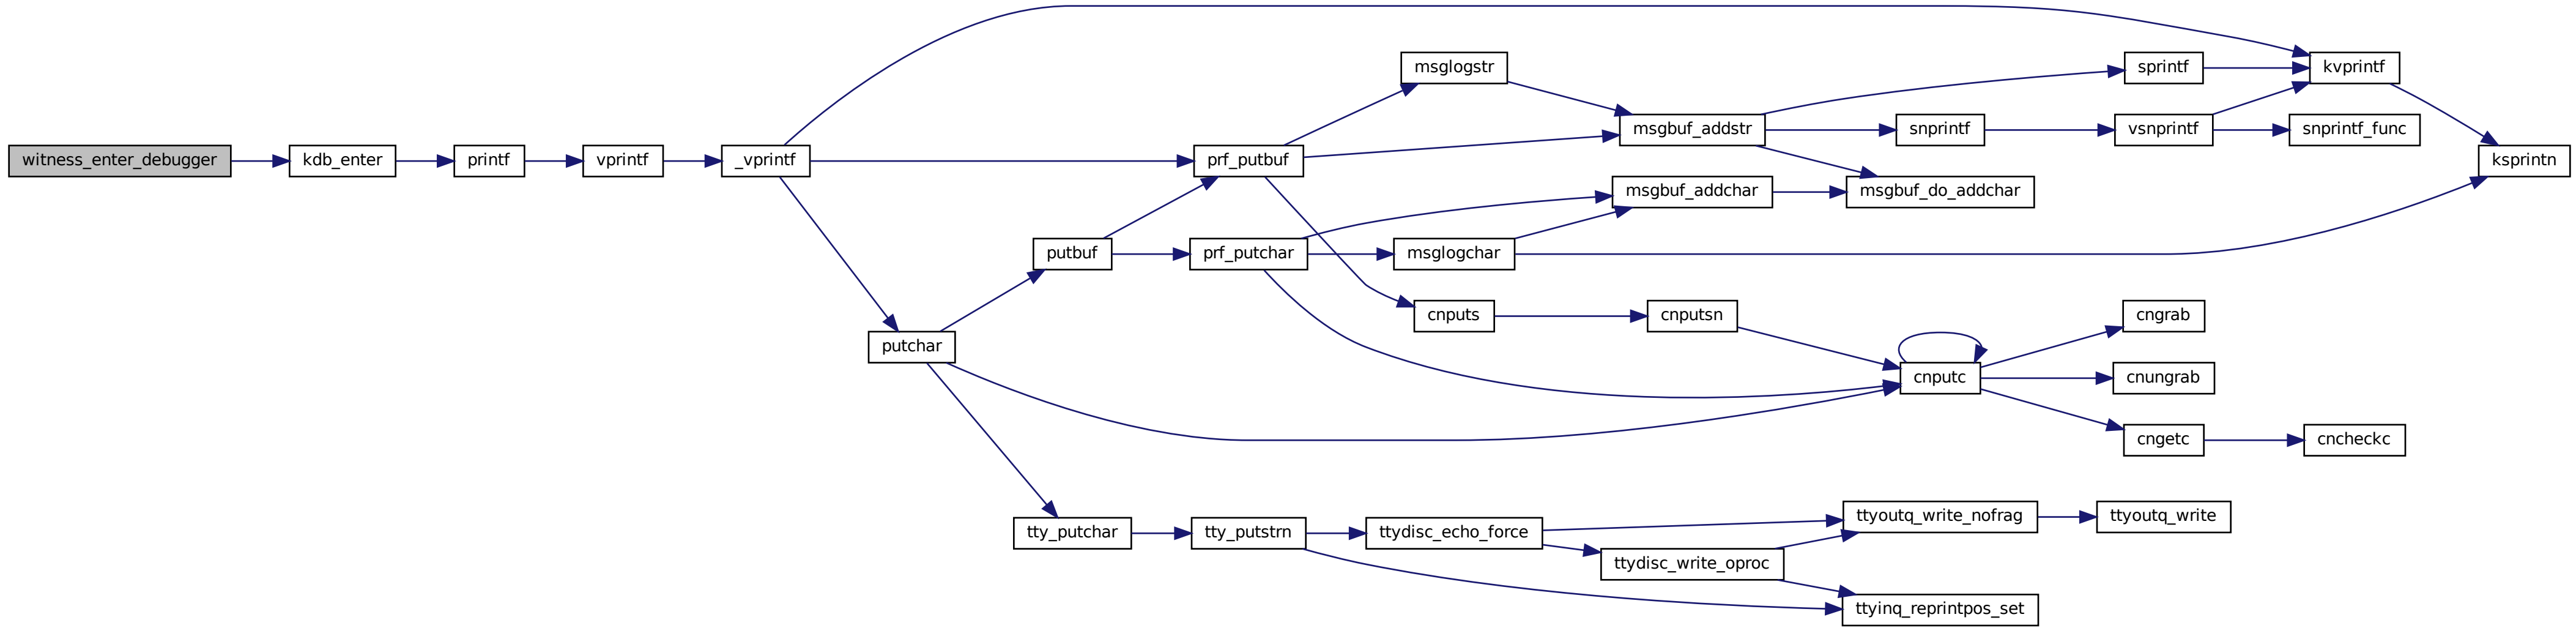 witness_enter_debugger
kdb_enter
printf
vprintf
_vprintf
prf_putbuf
msglogstr
msgbuf_addstr
sprintf
kvprintf
snprintf
vsnprintf
snprintf_func
ksprintn
msgbuf_addchar
msgbuf_do_addchar
putbuf
prf_putchar
msglogchar
cnputs
cnputsn
cngrab
putchar
cnputc
cnungrab
cngetc
cncheckc
tty_putchar
tty_putstrn
ttydisc_echo_force
ttyoutq_write_nofrag
ttyoutq_write
ttydisc_write_oproc
ttyinq_reprintpos_set